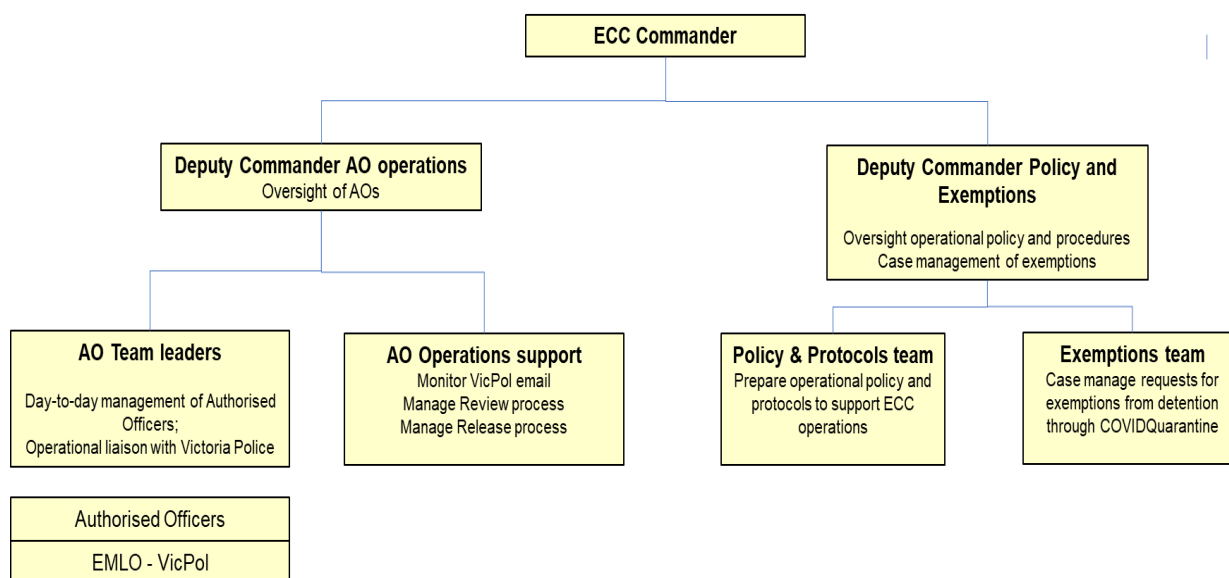 ECC Commander
Deputy Commander AO operations
Oversight of AOs
Deputy Commander Policy and
Exemptions
Oversight operational policy and procedures
Case management of exemptions
AO Team leaders
Day-to-day management of Authorised
Officers;
Operational liaison with Victoria Police
AO Operations support
Monitor VicPol email
Manage Review process
Manage Release process
Policy & Protocols team
Prepare operational policy and
protocols to support ECC
operations
Exemptions team
Case manage requests for
exemptions from detention
through COVIDQuarantine
Authorised Officers
EMLO - VicPol